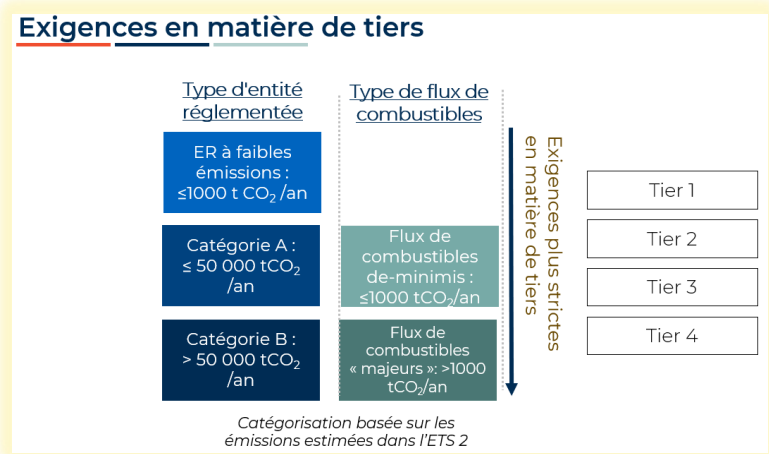 Exigences en matière de tiers
Type d'entité
réglementée
Type de flux de
combustibles
ER à faibles
émissions :
≤1000 t CO₂ /an
Catégorie A :
≤ 50 000 tCO₂
/an
Flux de
combustibles
de-minimis :
≤1000 tCO₂/an
Catégorie B :
> 50 000 tCO₂
/an
Flux de
combustibles
« majeurs »: >1000
tCO₂/an
Exigences plus strictes
en matière de tiers
Tier 1
Tier 2
Tier 3
Tier 4
Catégorisation basée sur les
émissions estimées dans l’ETS 2